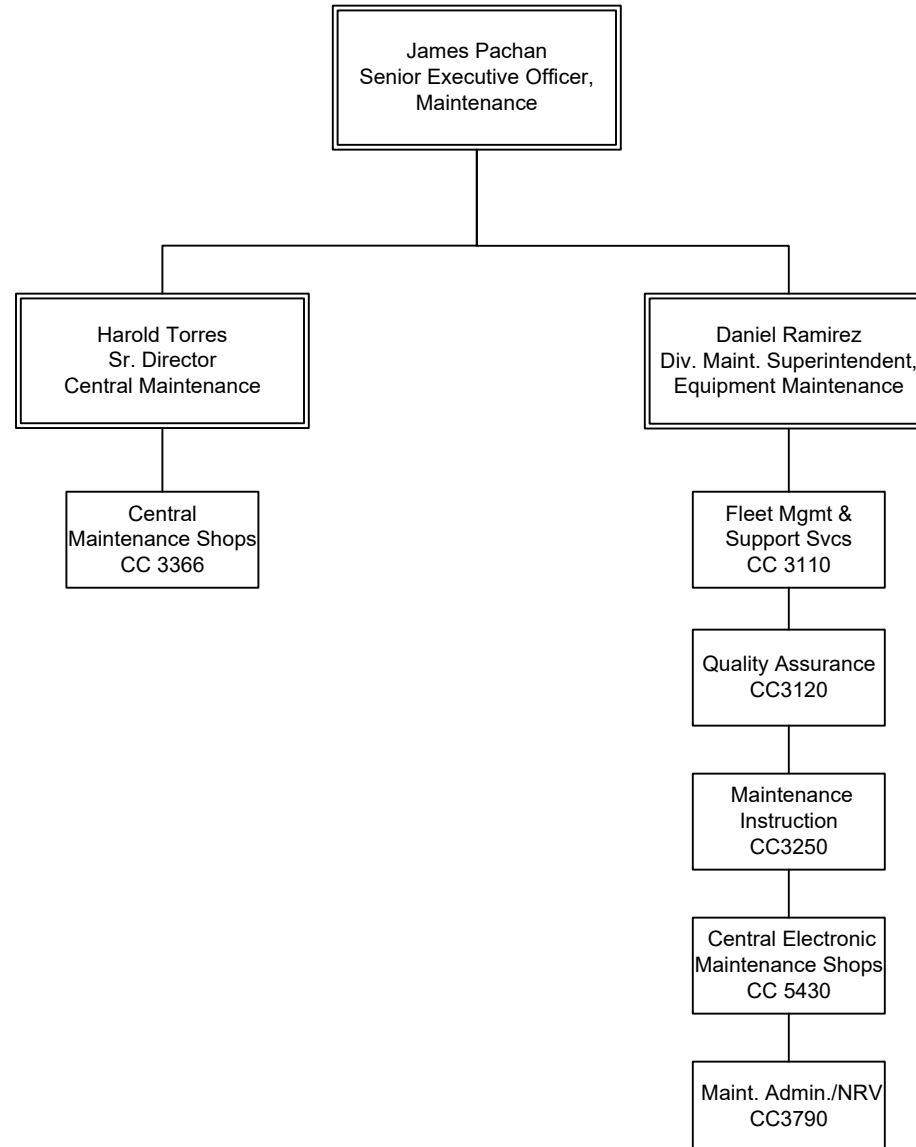 James Pachan
Senior Executive Officer,
Maintenance
Harold Torres
Sr. Director
Central Maintenance
Daniel Ramirez
Div. Maint. Superintendent,
Equipment Maintenance
Central
Maintenance Shops
CC 3366
Fleet Mgmt &
Support Svcs
CC 3110
Quality Assurance
CC3120
Maintenance
Instruction
CC3250
Central Electronic
Maintenance Shops
CC 5430
Maint. Admin./NRV
CC3790